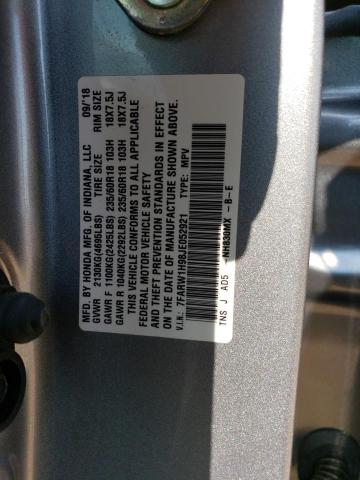 MFD. BY HONDA MFG. OF INDIANA, LLC 09/'18
GVWR 2130KG(4695LBS) TIRE SIZE RIM SIZE
GAWR F 1100KG(2425LBS) 235/60R18 103H 18X7.5J
GAWR R 1040KG(2292LBS) 235/60R18 103H 18X7.5J
THIS VEHICLE CONFORMS TO ALL APPLICABLE
FEDERAL MOTOR VEHICLE SAFETY
AND THEFT PREVENTION STANDARDS IN EFFECT
ON THE DATE OF MANUFACTURE SHOWN ABOVE.
V.I.N.: 7FARW1H98JE052921 TYPE: MPV
TNS J AD5 NH830MX -B-E